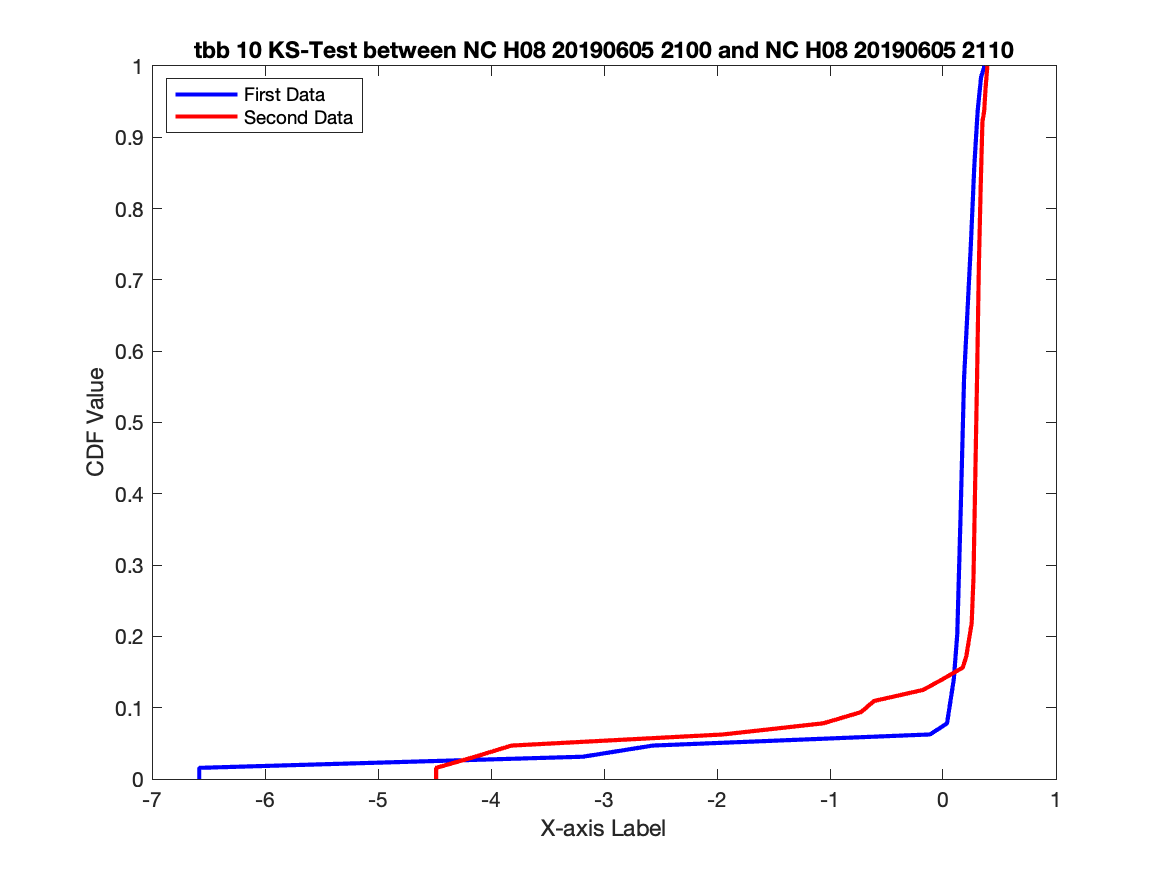 tbb 10 KS-Test between NC H08 20190605 2100 and NC H08 20190605 2110
First Data
Second Data
1
0.9
0.8
0.7
0.6
0.5
0.4
0.3
0.2
0.1
0
CDF Value
-7 -6 -5 -4 -3 -2 -1 0 1
X-axis Label